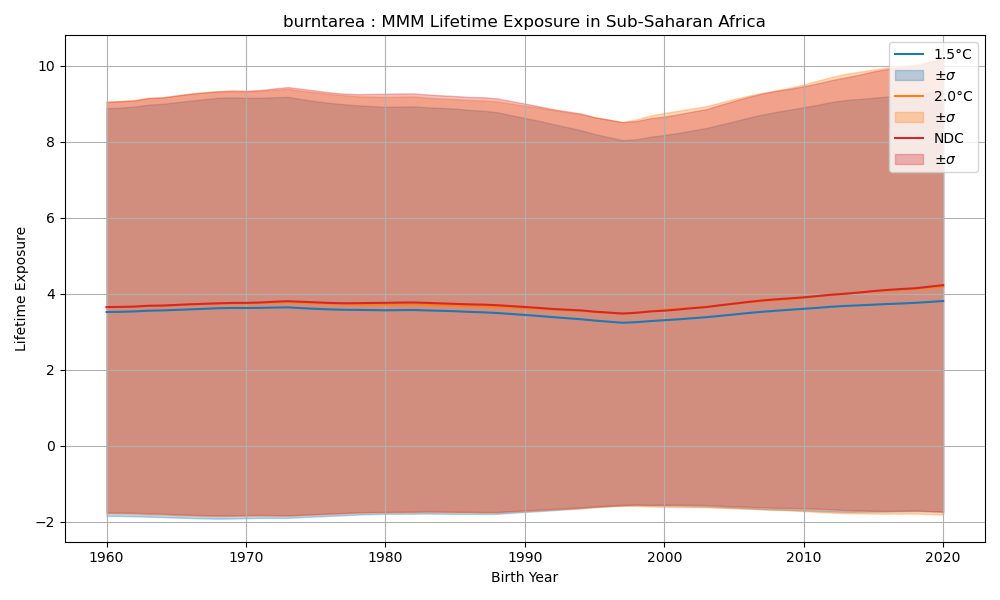 burntarea : MMM Lifetime Exposure in Sub-Saharan Africa
10
8
6
4
2
0
−2
Lifetime Exposure
1960
1970
1980
1990
2000
2010
2020
Birth Year
1.5°C
±σ
2.0°C
±σ
NDC
±σ